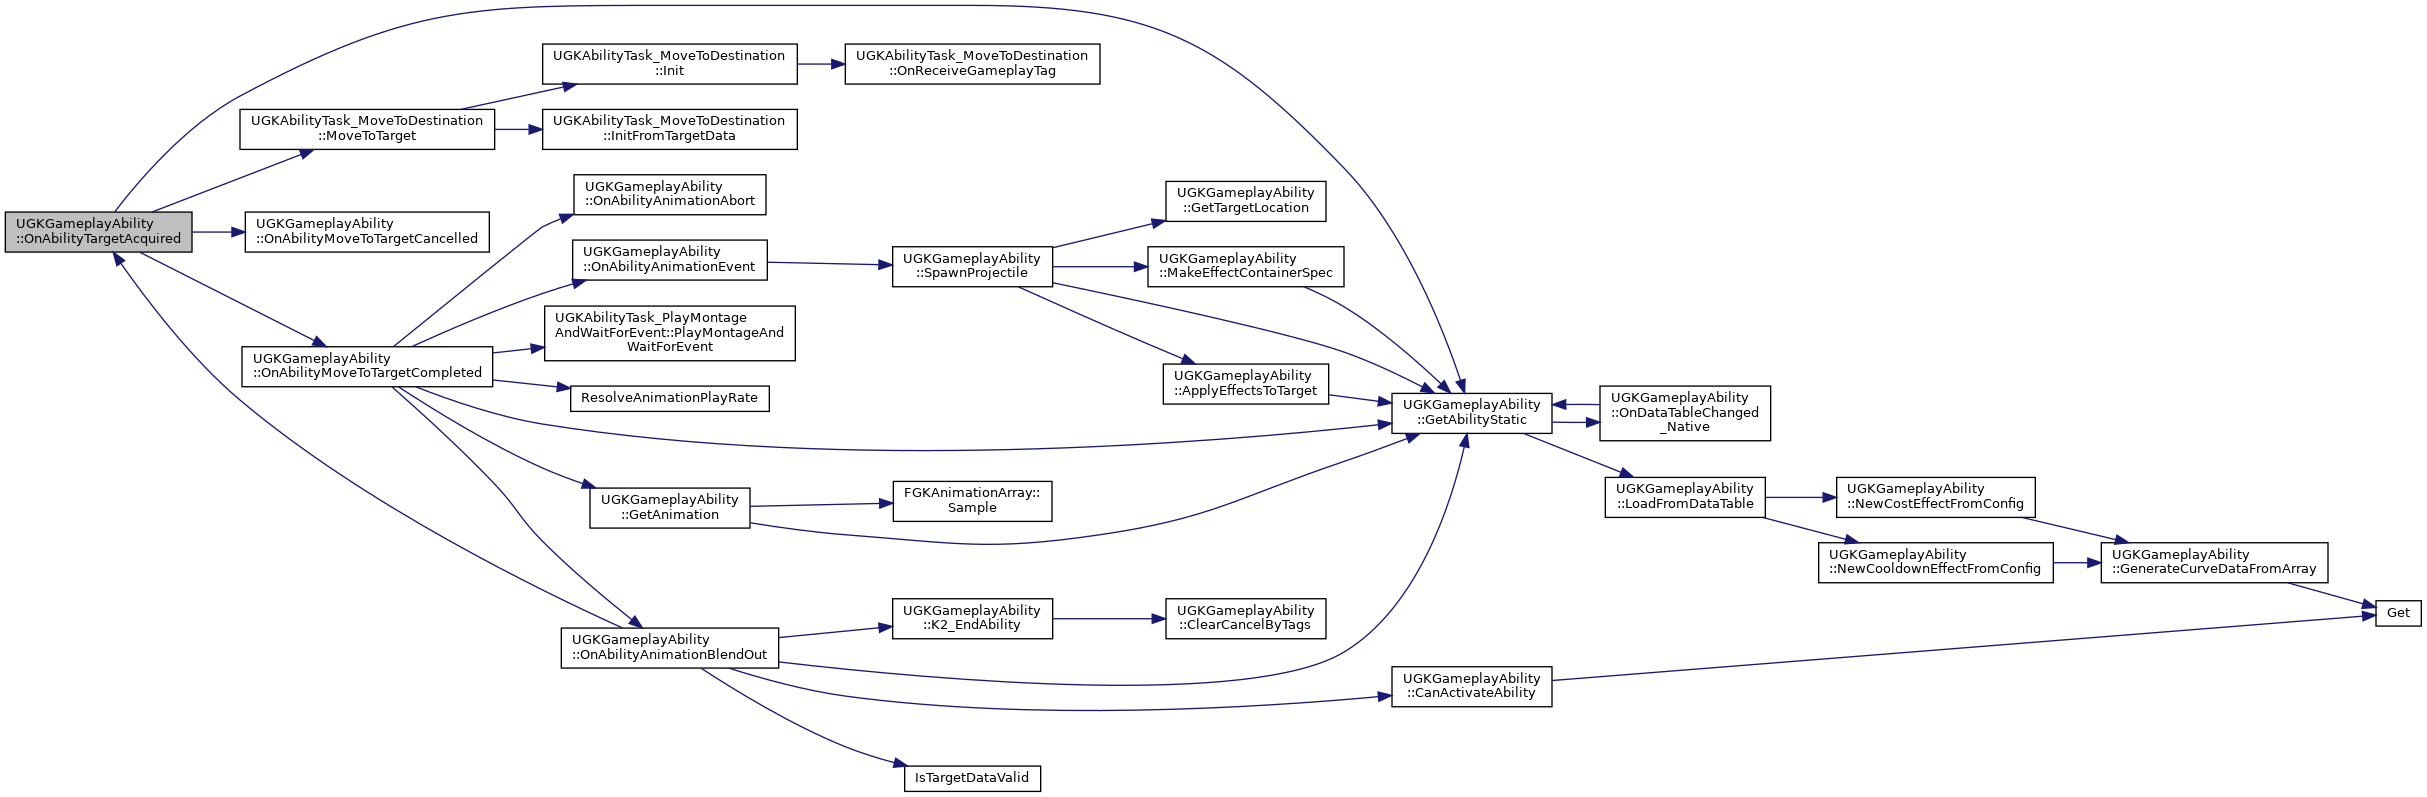 UGKGameplayAbility
::OnAbilityTargetAcquired
UGKAbilityTask_MoveToDestination
::MoveToTarget
UGKAbilityTask_MoveToDestination
::Init
UGKAbilityTask_MoveToDestination
::OnReceiveGameplayTag
UGKAbilityTask_MoveToDestination
::InitFromTargetData
UGKGameplayAbility
::OnAbilityMoveToTargetCancelled
UGKGameplayAbility
::OnAbilityMoveToTargetCompleted
UGKGameplayAbility
::OnAbilityAnimationAbort
UGKGameplayAbility
::OnAbilityAnimationEvent
UGKAbilityTask_PlayMontage
AndWaitForEvent::PlayMontageAnd
WaitForEvent
ResolveAnimationPlayRate
UGKGameplayAbility
::GetAnimation
UGKGameplayAbility
::OnAbilityAnimationBlendOut
UGKGameplayAbility
::SpawnProjectile
UGKGameplayAbility
::GetTargetLocation
UGKGameplayAbility
::MakeEffectContainerSpec
UGKGameplayAbility
::ApplyEffectsToTarget
FGKAnimationArray::
Sample
UGKGameplayAbility
::K2_EndAbility
UGKGameplayAbility
::ClearCancelByTags
IsTargetDataValid
UGKGameplayAbility
::GetAbilityStatic
UGKGameplayAbility
::CanActivateAbility
UGKGameplayAbility
::OnDataTableChanged
_Native
UGKGameplayAbility
::LoadFromDataTable
UGKGameplayAbility
::NewCostEffectFromConfig
UGKGameplayAbility
::NewCooldownEffectFromConfig
UGKGameplayAbility
::GenerateCurveDataFromArray
Get